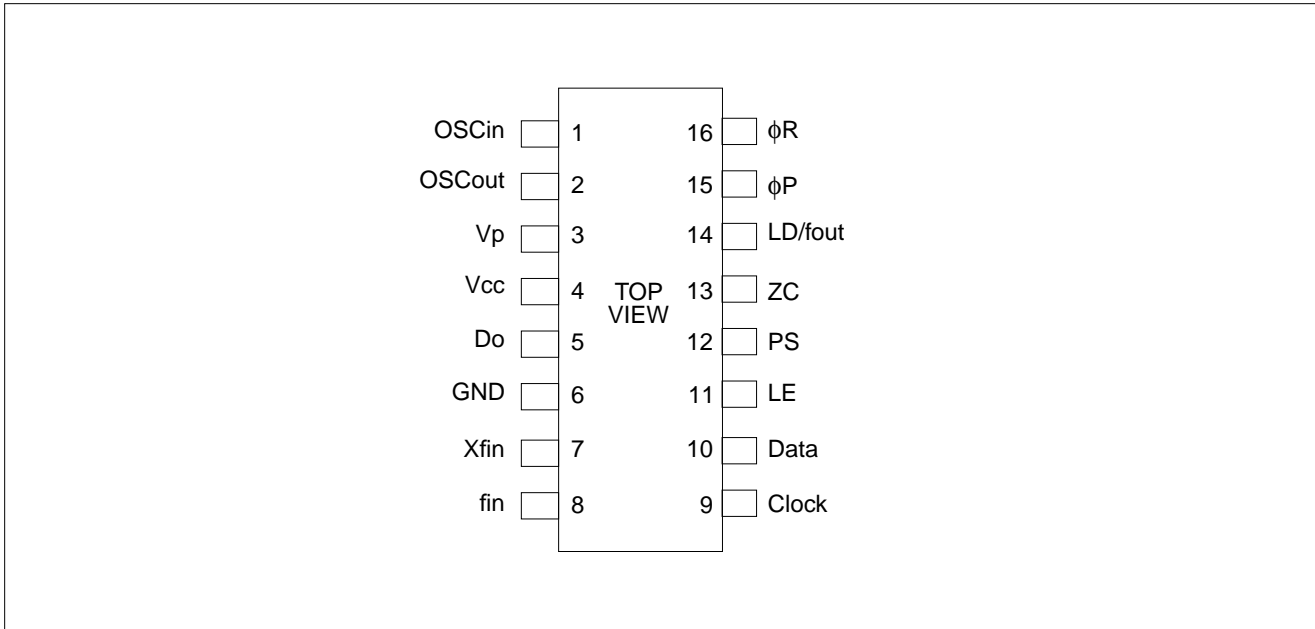 OSCin 1 16 ϕR
OSCout 2 15 ϕP
Vp 3 14 LD/fout
Vcc 4 TOP 13 ZC
VIEW
Do 5 12 PS
GND 6 11 LE
Xfin 7 10 Data
fin 8 9 Clock